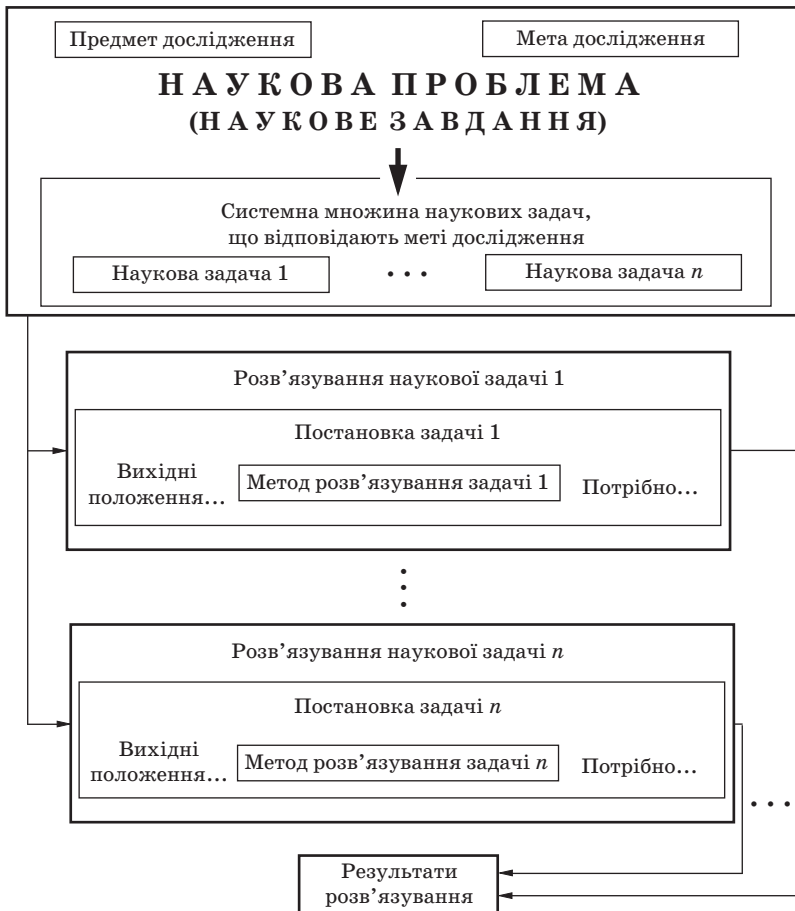 Предмет дослідження
Мета дослідження
НАУКОВА ПРОБЛЕМА
(НАУКОВЕ ЗАВДАННЯ)
Системна множина наукових задач,
що відповідають меті дослідження
Наукова задача 1
...
Наукова задача n
Розв'язування наукової задачі 1
Постановка задачі 1
Вихідні
положення...
Метод розв'язування задачі 1
Потрібно...
...
Розв'язування наукової задачі n
Постановка задачі n
Вихідні
положення...
Метод розв'язування задачі n
Потрібно...
...
Результати
розв'язування